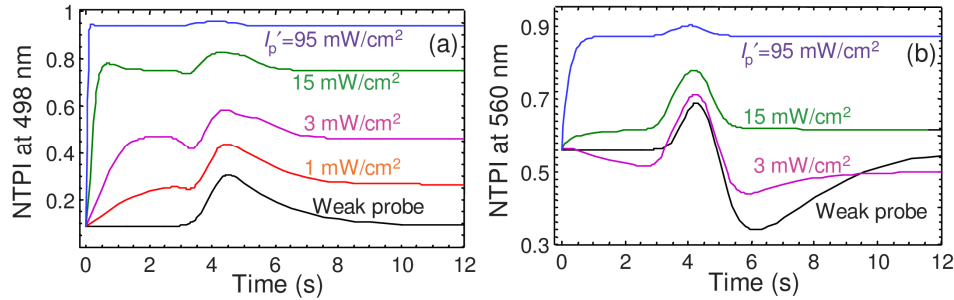 1
0.8
0.6
0.4
0.2
NTPI at 498 nm
0 2 4 6 8 10 12
Time (s)
(a)
Iₚ′=95 mW/cm²
15 mW/cm²
3 mW/cm²
1 mW/cm²
Weak probe
0.9
0.7
0.5
0.3
NTPI at 560 nm
0 2 4 6 8 10 12
Time (s)
(b)
Iₚ′=95 mW/cm²
15 mW/cm²
3 mW/cm²
Weak probe